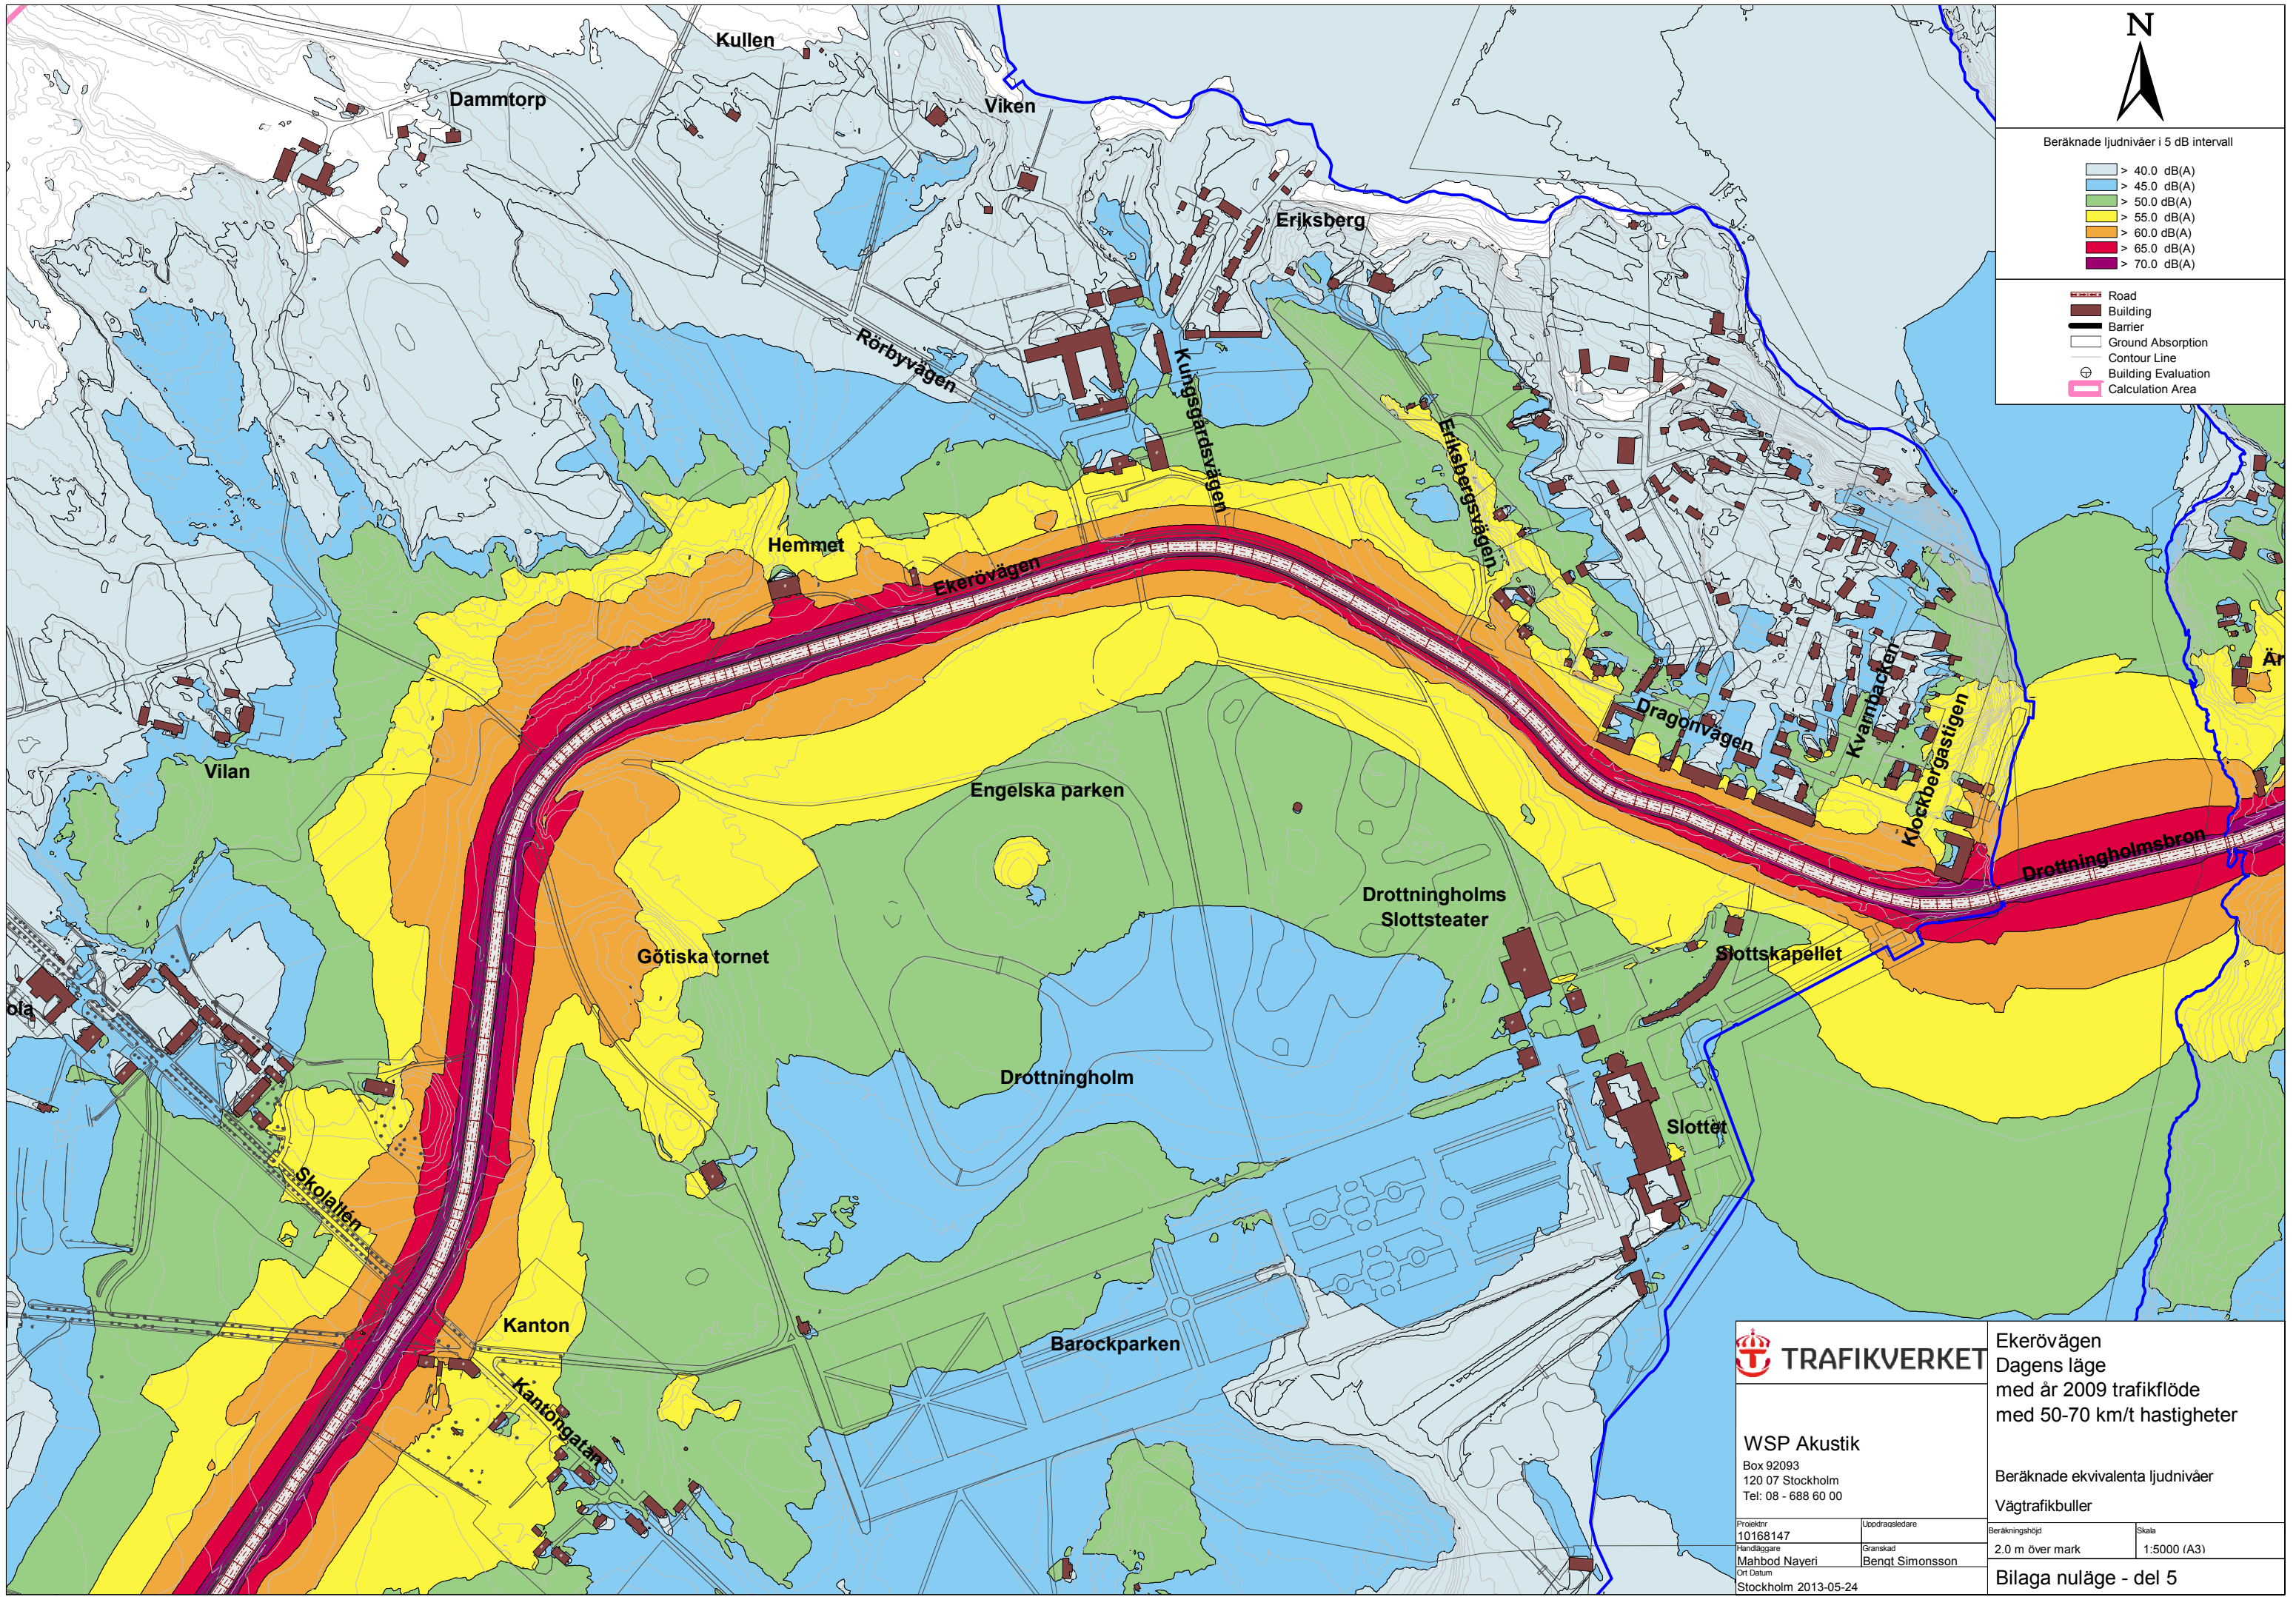 Kullen
Dammtorp
Viken
Eriksberg
Rörbyvägen
Kungsgårdsvägen
Eriksbergsvägen
Hemmet
Ekerövägen
Vilan
Dragonvägen
Kvarnbacken
Klockbergastigen
Drottningholmsbron
Är
Engelska parken
Drottningholms
Slottsteater
Slottskapellet
Götiska tornet
ola
Drottningholm
Slottet
Skolallén
Kanton
Kantongatan
Barockparken
N
Beräknade ljudnivåer i 5 dB intervall
> 40.0 dB(A)
> 45.0 dB(A)
> 50.0 dB(A)
> 55.0 dB(A)
> 60.0 dB(A)
> 65.0 dB(A)
> 70.0 dB(A)
Road
Building
Barrier
Ground Absorption
Contour Line
Building Evaluation
Calculation Area
TRAFIKVERKET
WSP Akustik
Box 92093
120 07 Stockholm
Tel: 08 - 688 60 00
Projektnr
10168147
Uppdragsledare
Handläggare
Mahbod Nayeri
Granskad
Bengt Simonsson
Ort Datum
Stockholm 2013-05-24
Ekerövägen
Dagens läge
med år 2009 trafikflöde
med 50-70 km/t hastigheter
Beräknade ekvivalenta ljudnivåer
Vägtrafikbuller
Beräkningshöjd
2.0 m över mark
Skala
1:5000 (A3)
Bilaga nuläge - del 5